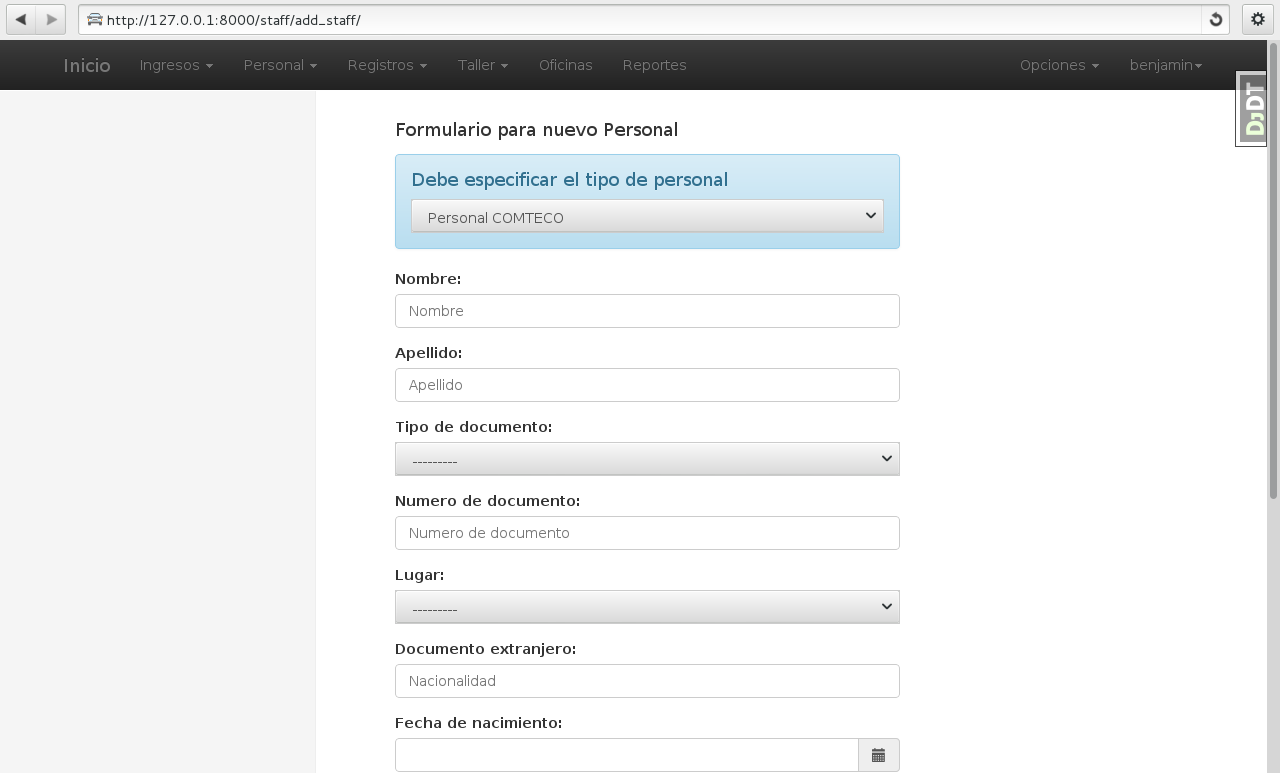 http://127.0.0.1:8000/staff/add_staff/
Inicio Ingresos Personal Registros Taller Oficinas Reportes Opciones benjamin
DJDT
Formulario para nuevo Personal
Debe especificar el tipo de personal
Personal COMTECO
Nombre:
Nombre
Apellido:
Apellido
Tipo de documento:
---------
Numero de documento:
Numero de documento
Lugar:
---------
Documento extranjero:
Nacionalidad
Fecha de nacimiento: